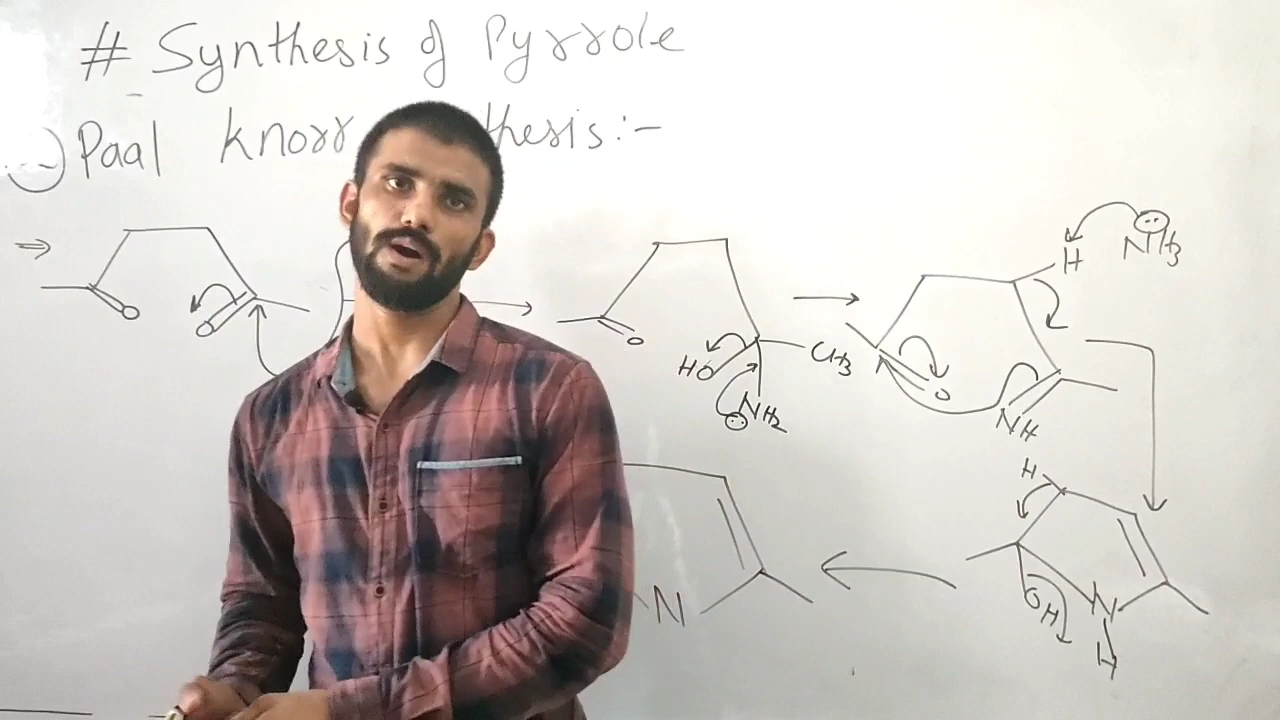 # Synthesis of Pyrrole
Paal knorr thesis:-
H NH3
O O O HO CH3 NH2 O NH
H
N OH N
H